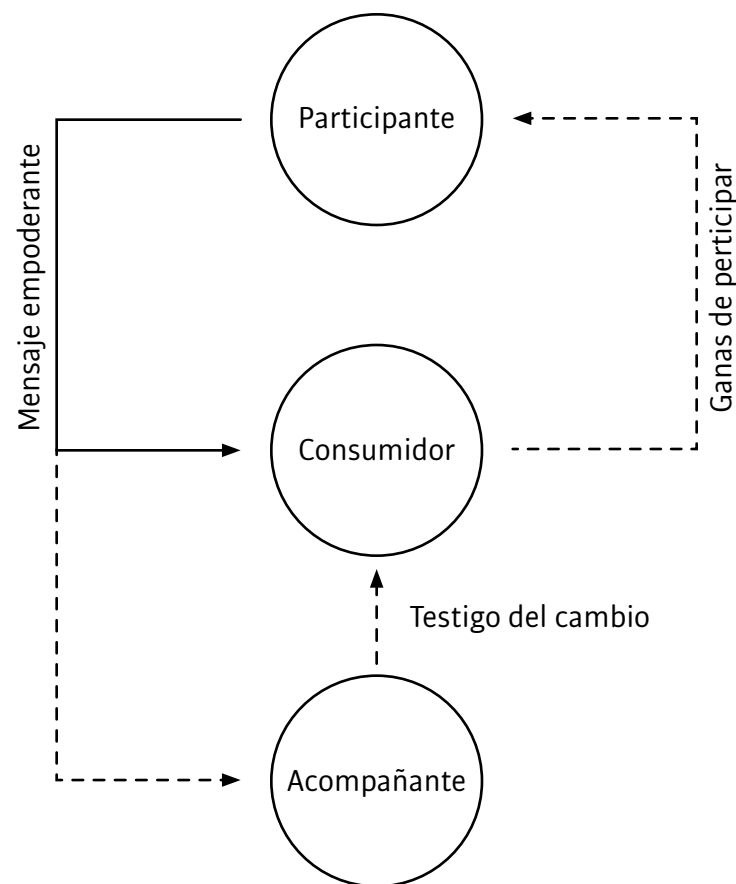 Participante
Mensaje empoderante
Ganas de perticipar
Consumidor
Testigo del cambio
Acompañante